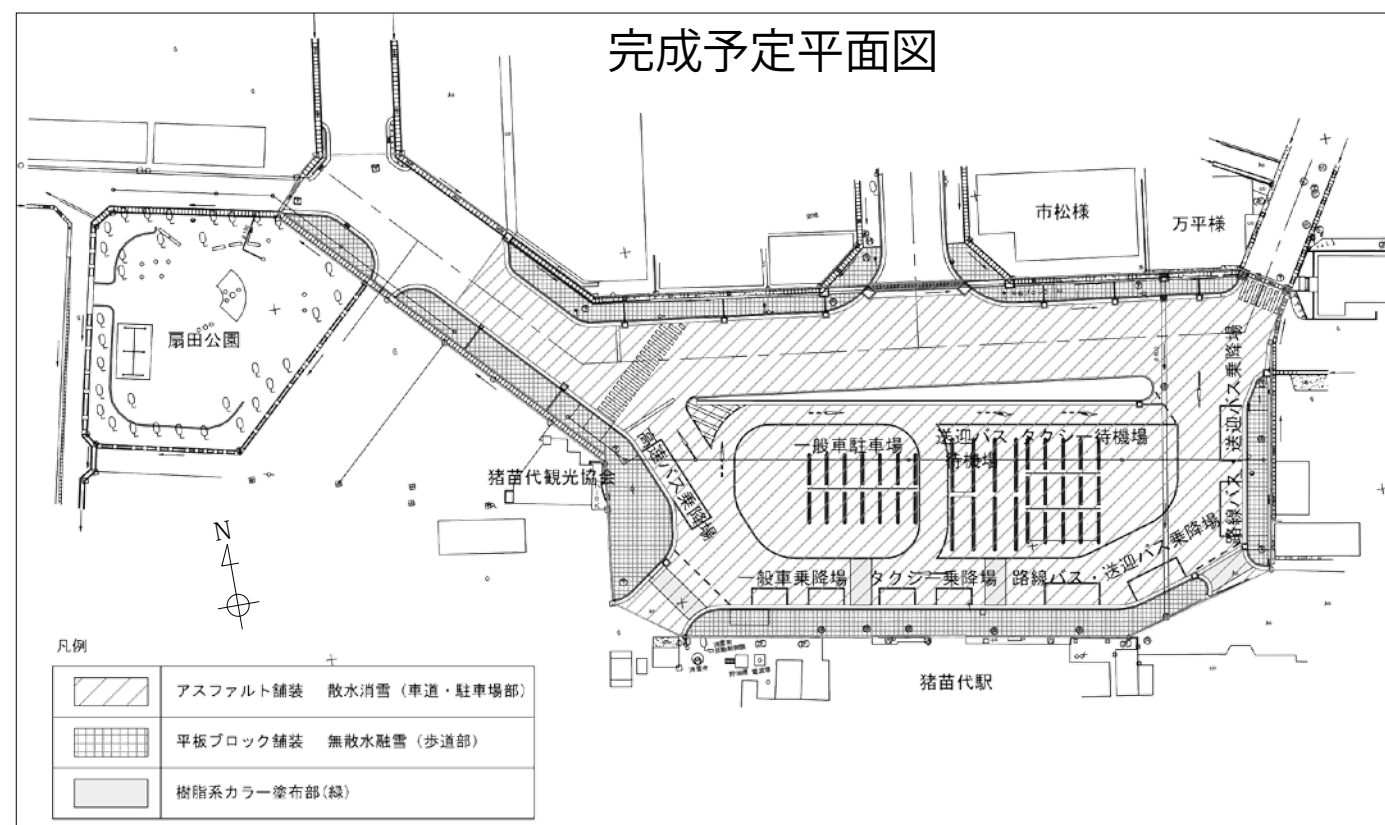 完成予定平面図
市松様
万平様
扇田公園
路線バス・送迎バス乗降場
一般車駐車場
送迎バス
待機場
タクシー待機場
高速バス乗降場
猪苗代観光協会
一般車乗降場
タクシー乗降場
路線バス・送迎バス乗降場
N
猪苗代駅
凡例
アスファルト舗装 散水消雪（車道・駐車場部）
平板ブロック舗装 無散水融雪（歩道部）
樹脂系カラー塗布部(緑)